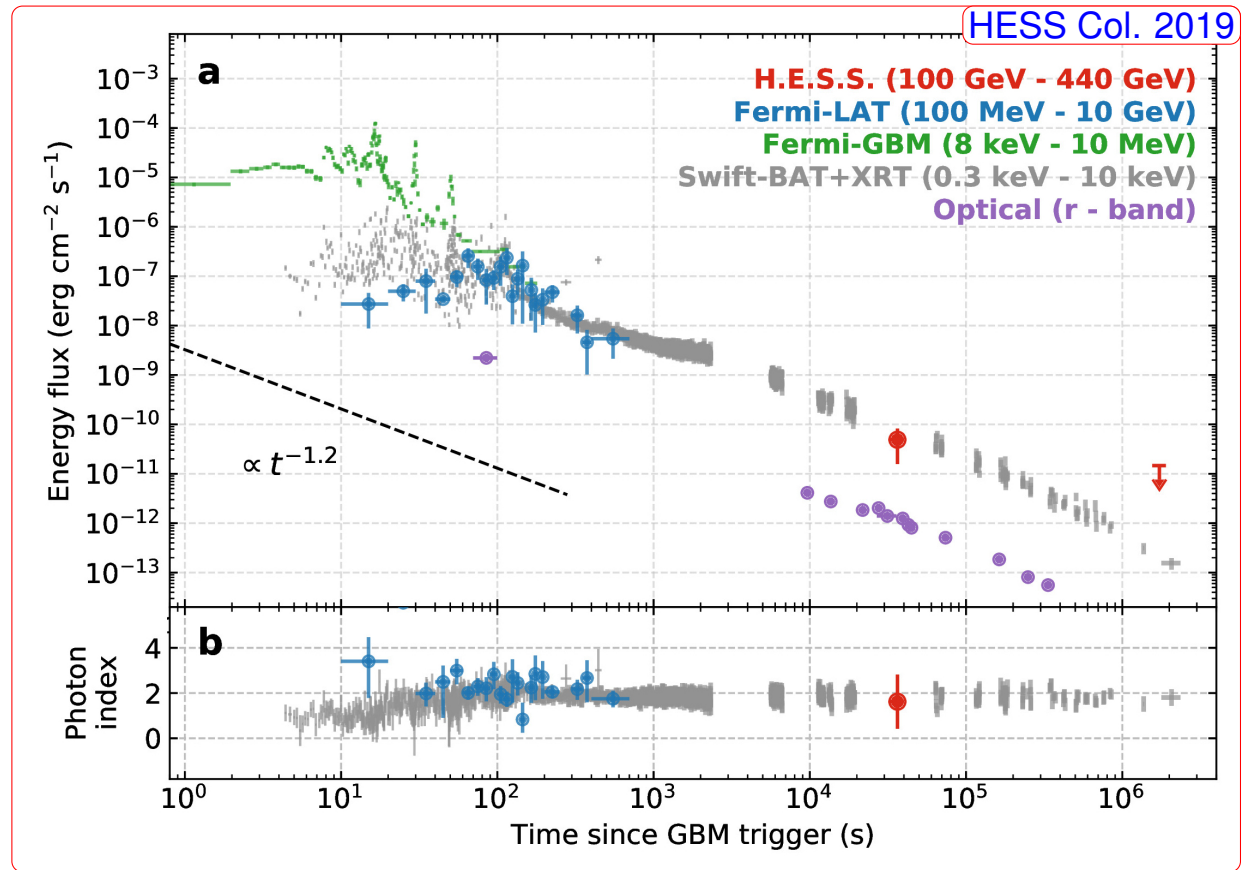 HESS Col. 2019
a
H.E.S.S. (100 GeV - 440 GeV)
Fermi-LAT (100 MeV - 10 GeV)
Fermi-GBM (8 keV - 10 MeV)
Swift-BAT+XRT (0.3 keV - 10 keV)
Optical (r - band)
Energy flux (erg cm⁻² s⁻¹)
10⁻³
10⁻⁴
10⁻⁵
10⁻⁶
10⁻⁷
10⁻⁸
10⁻⁹
10⁻¹⁰
10⁻¹¹
10⁻¹²
10⁻¹³
∝ t⁻¹·²
b
Photon
index
4
2
0
10⁰ 10¹ 10² 10³ 10⁴ 10⁵ 10⁶
Time since GBM trigger (s)